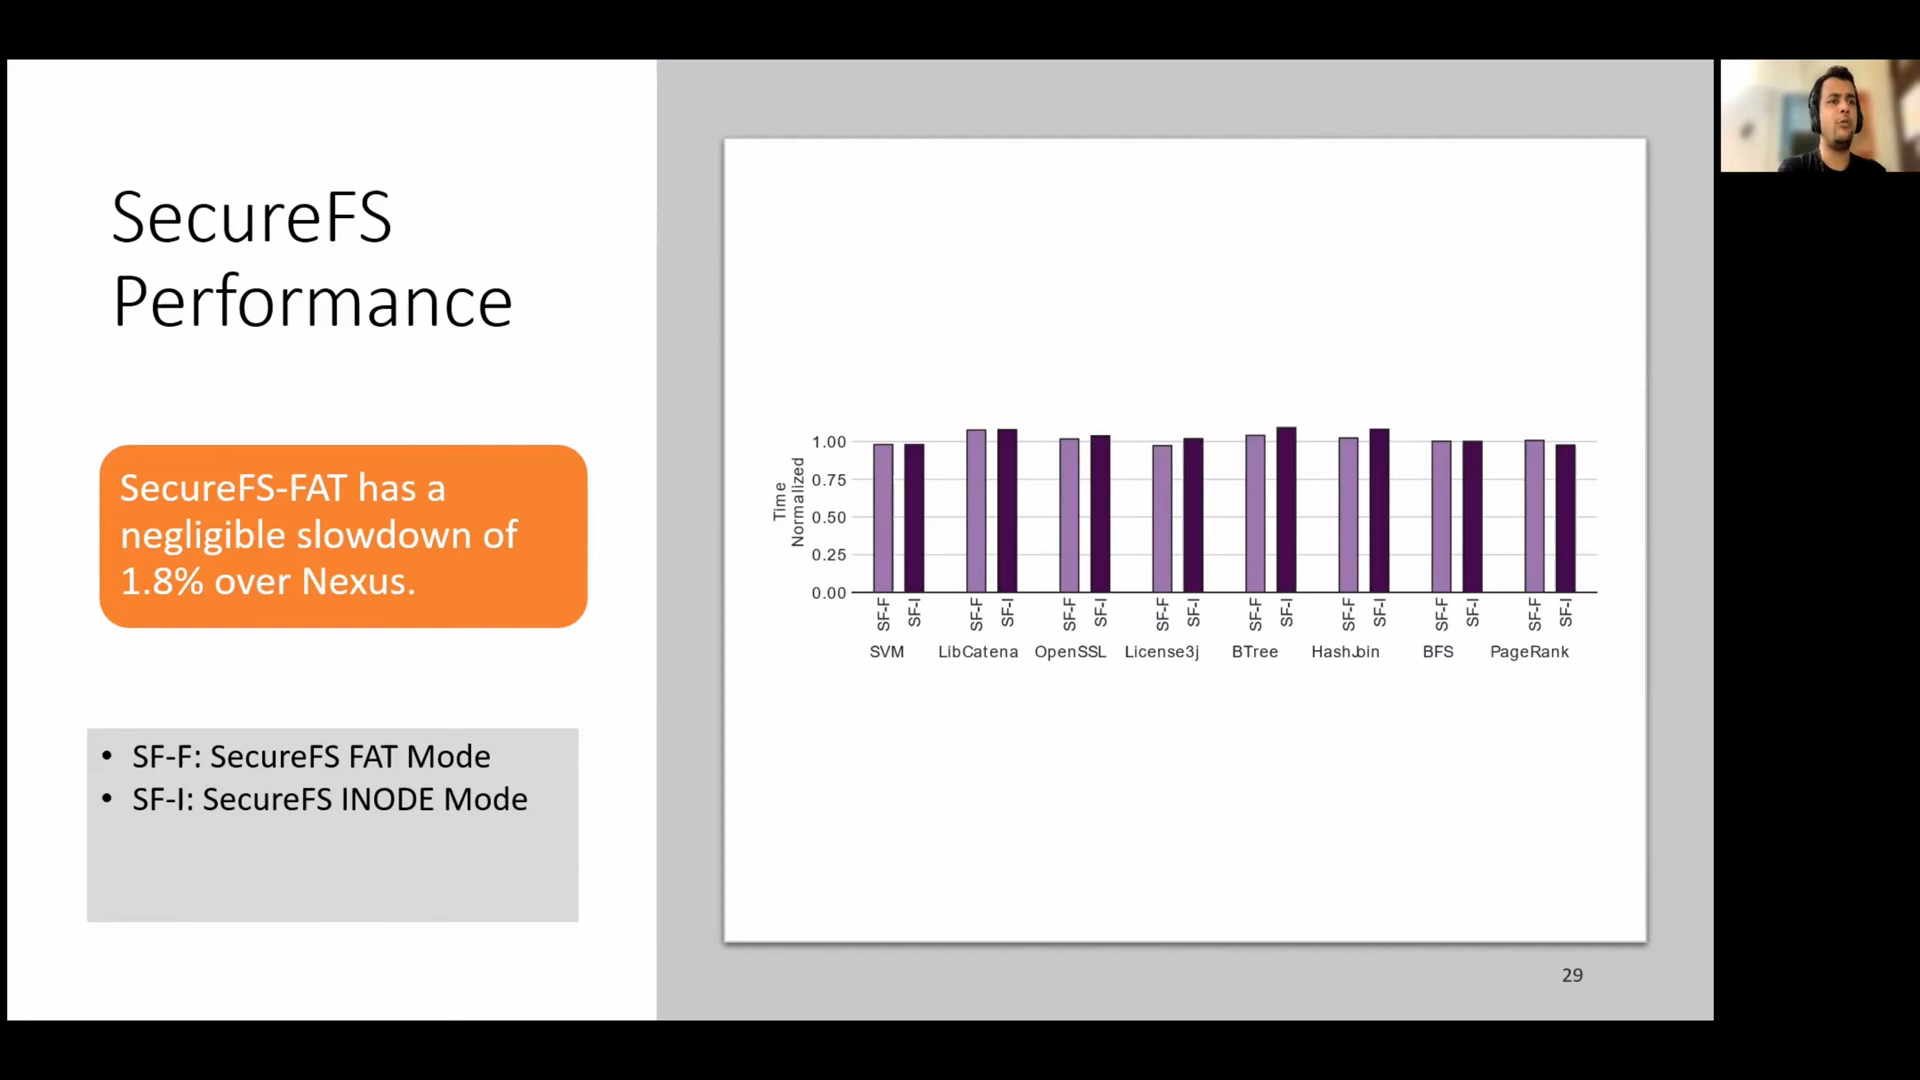 SecureFS
Performance
SecureFS-FAT has a
negligible slowdown of
1.8% over Nexus.
• SF-F: SecureFS FAT Mode
• SF-I: SecureFS INODE Mode
Time
Normalized
1.00
0.75
0.50
0.25
0.00
SF-F SF-I SF-F SF-I SF-F SF-I SF-F SF-I SF-F SF-I SF-F SF-I SF-F SF-I SF-F SF-I
SVM LibCatena OpenSSL License3j BTree HashJoin BFS PageRank
29